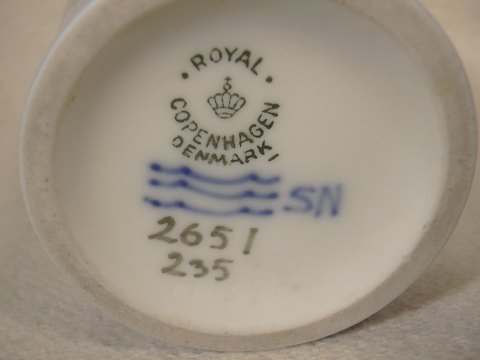 ROYAL
COPENHAGEN
DENMARK
SN
2651
235